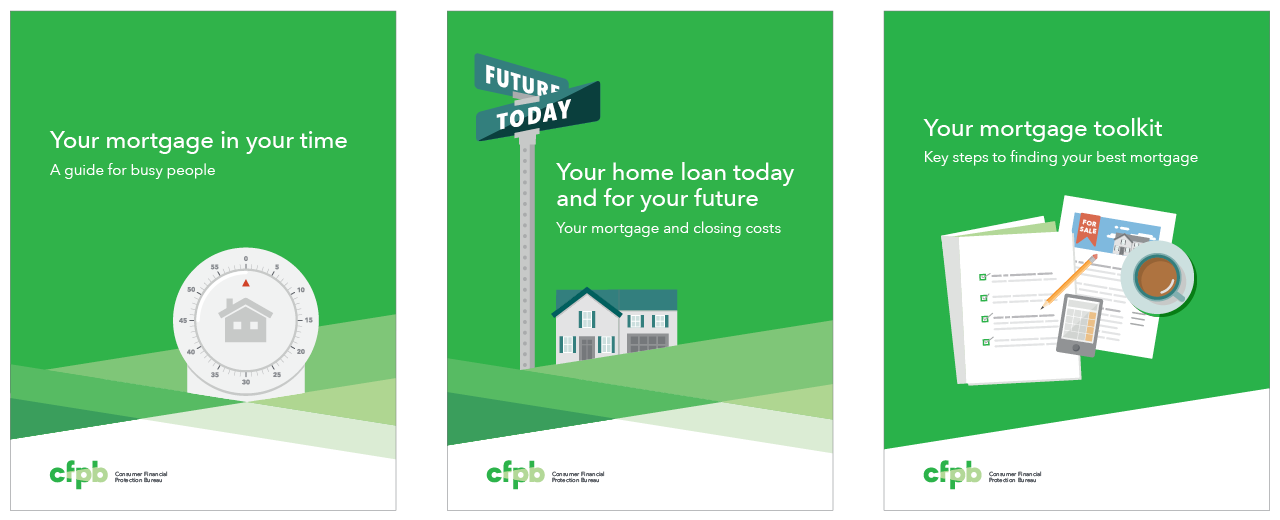 Your mortgage in your time
A guide for busy people
0
5
10
15
20
25
30
35
40
45
50
55
cfpb
Consumer Financial
Protection Bureau
FUTURE
TODAY
Your home loan today
and for your future
Your mortgage and closing costs
cfpb
Consumer Financial
Protection Bureau
Your mortgage toolkit
Key steps to finding your best mortgage
FOR
SALE
cfpb
Consumer Financial
Protection Bureau